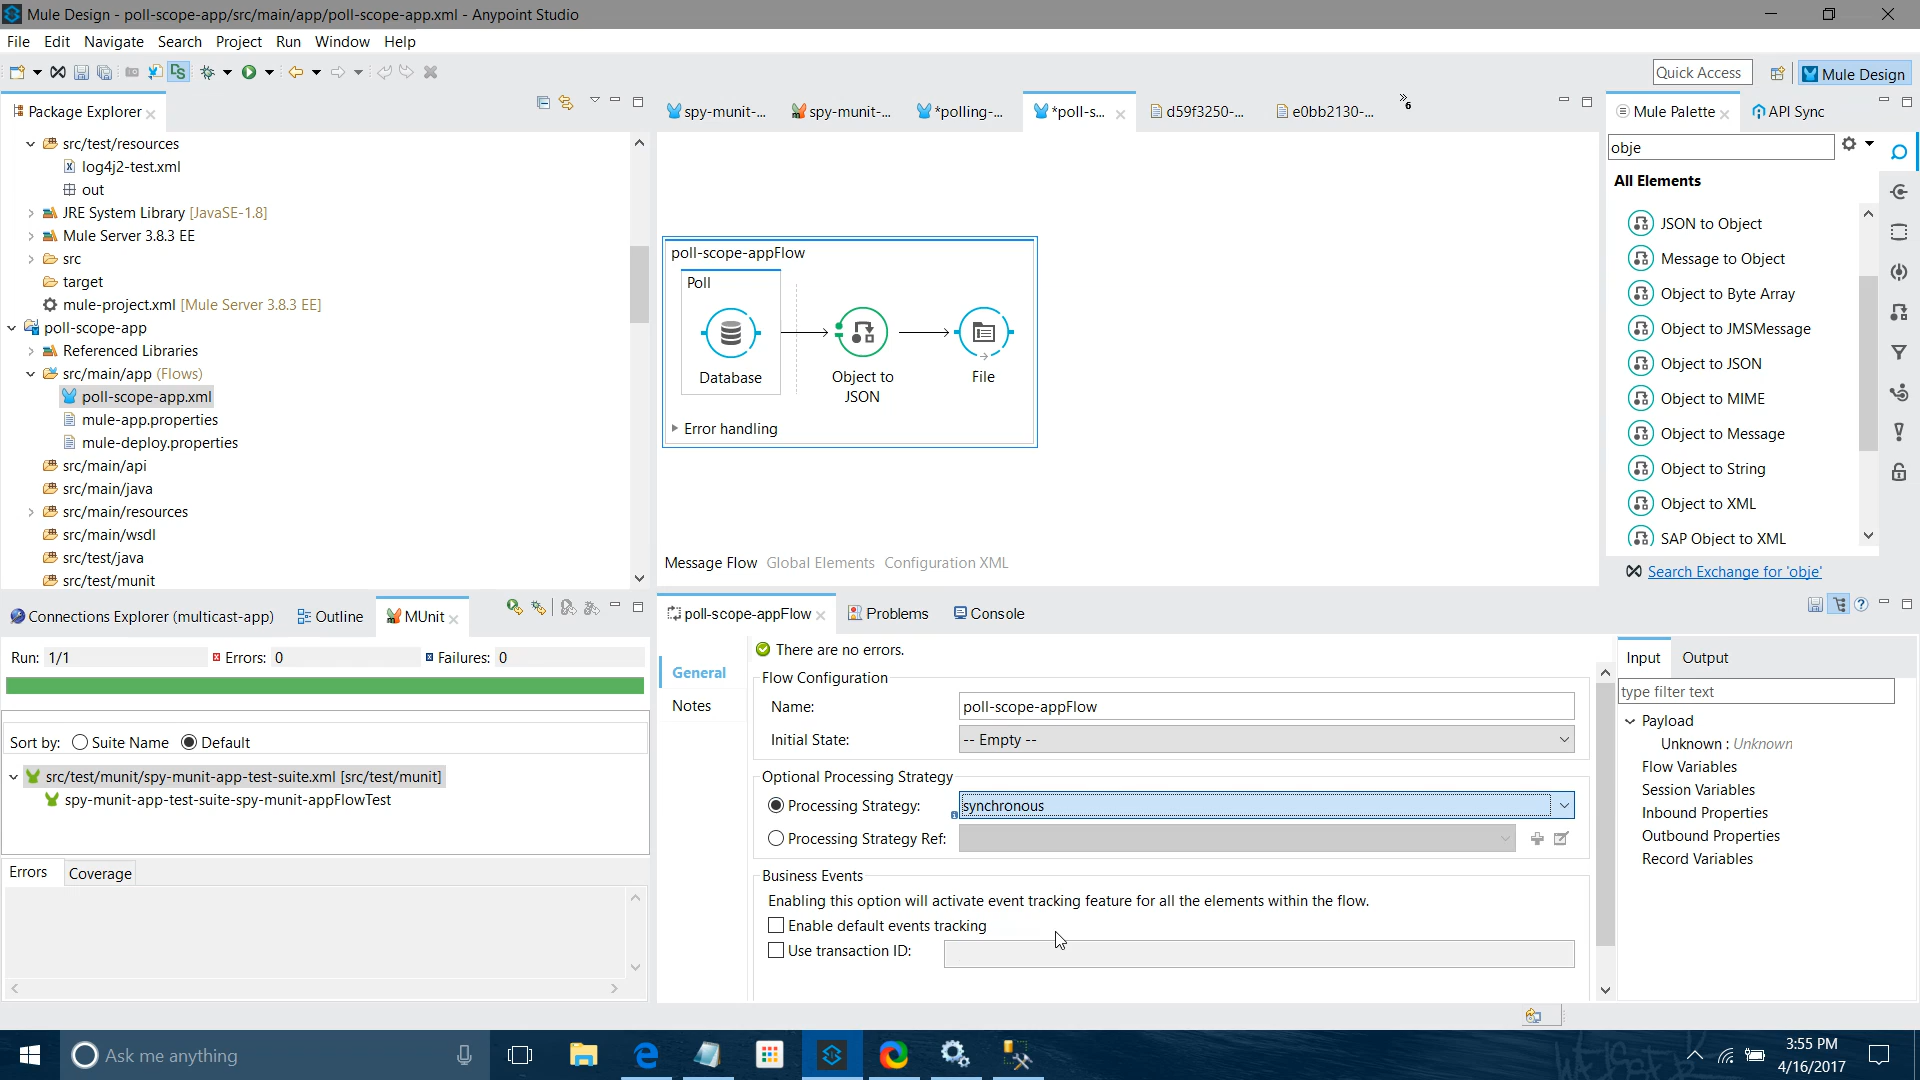 Mule Design - poll-scope-app/src/main/app/poll-scope-app.xml - Anypoint Studio
File Edit Navigate Search Project Run Window Help
Quick Access
Mule Design
Package Explorer
src/test/resources
log4j2-test.xml
out
JRE System Library [JavaSE-1.8]
Mule Server 3.8.3 EE
src
target
mule-project.xml [Mule Server 3.8.3 EE]
poll-scope-app
Referenced Libraries
src/main/app (Flows)
poll-scope-app.xml
mule-app.properties
mule-deploy.properties
src/main/api
src/main/java
src/main/resources
src/main/wsdl
src/test/java
src/test/munit
spy-munit-... spy-munit-... *polling-... *poll-s... d59f3250-... e0bb2130-... »6
poll-scope-appFlow
Poll
Database
Object to
JSON
File
Error handling
Message Flow Global Elements Configuration XML
Mule Palette API Sync
obje
All Elements
JSON to Object
Message to Object
Object to Byte Array
Object to JMSMessage
Object to JSON
Object to MIME
Object to Message
Object to String
Object to XML
SAP Object to XML
Search Exchange for 'obje'
Connections Explorer (multicast-app) Outline MUnit
Run: 1/1 Errors: 0 Failures: 0
Sort by: Suite Name Default
src/test/munit/spy-munit-app-test-suite.xml [src/test/munit]
spy-munit-app-test-suite-spy-munit-appFlowTest
Errors Coverage
poll-scope-appFlow Problems Console
There are no errors.
General
Notes
Flow Configuration
Name: poll-scope-appFlow
Initial State: -- Empty --
Optional Processing Strategy
Processing Strategy: synchronous
Processing Strategy Ref:
Business Events
Enabling this option will activate event tracking feature for all the elements within the flow.
Enable default events tracking
Use transaction ID:
Input Output
type filter text
Payload
Unknown : Unknown
Flow Variables
Session Variables
Inbound Properties
Outbound Properties
Record Variables
Ask me anything
3:55 PM
4/16/2017